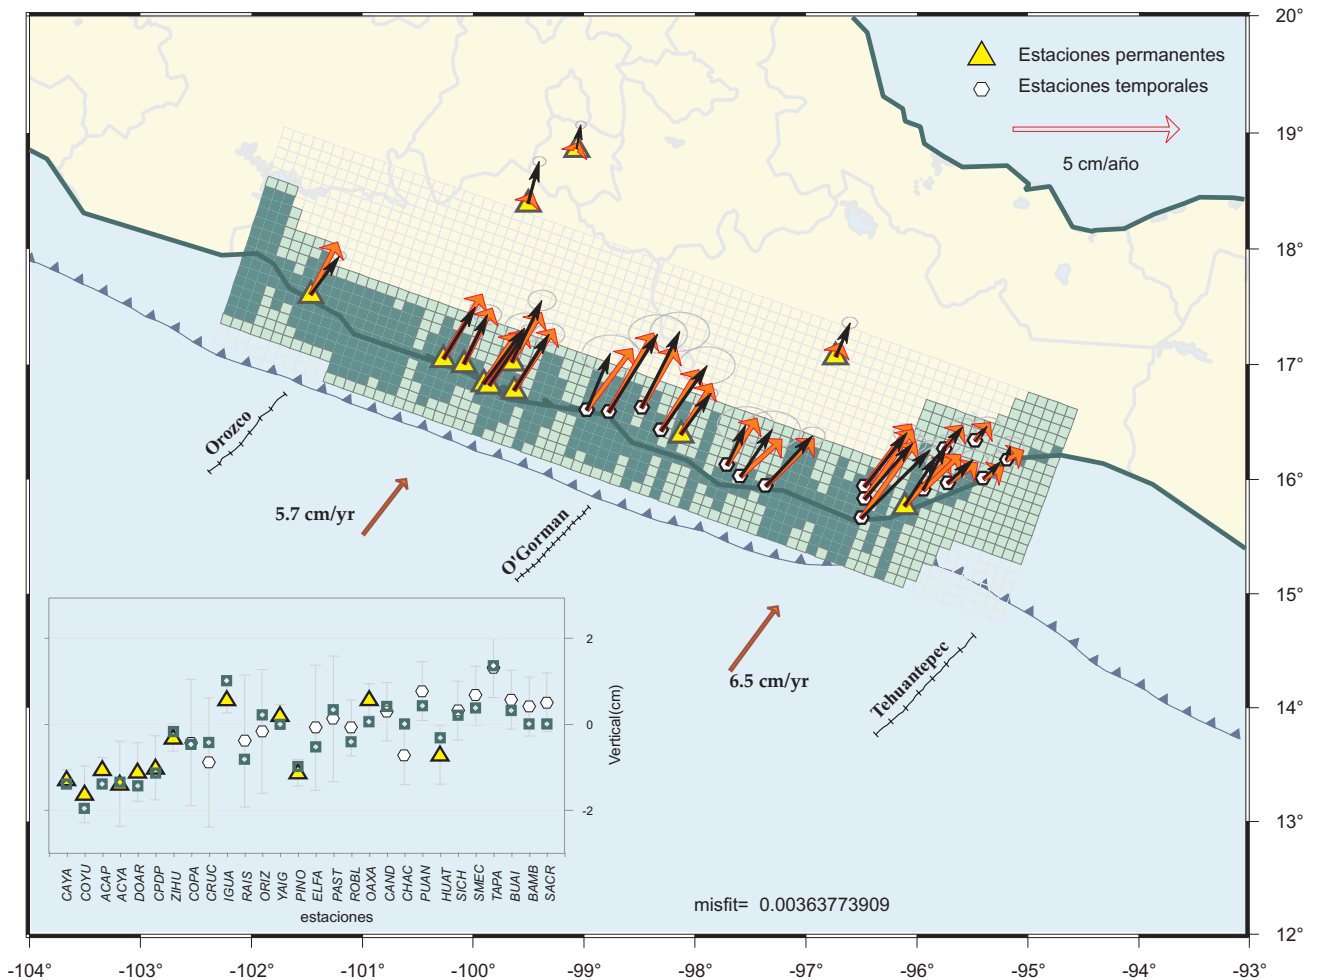 Estaciones permanentes
Estaciones temporales
5 cm/año
20°
19°
18°
17°
16°
15°
14°
13°
12°
Orozco
5.7 cm/yr
O'Gorman
6.5 cm/yr
Tehuantepec
2
0
-2
Vertical(cm)
CAYA
COYU
ACAP
ACYA
DOAR
CPDP
ZIHU
COPA
CRUC
IGUA
RAIS
ORIZ
YAIG
PINO
ELFA
PAST
ROBL
OAXA
CAND
CHAC
PUAN
HUAT
SICH
SMEC
TAPA
BUAI
BAMB
SACR
estaciones
misfit= 0.00363773909
-104° -103° -102° -101° -100° -99° -98° -97° -96° -95° -94° -93°